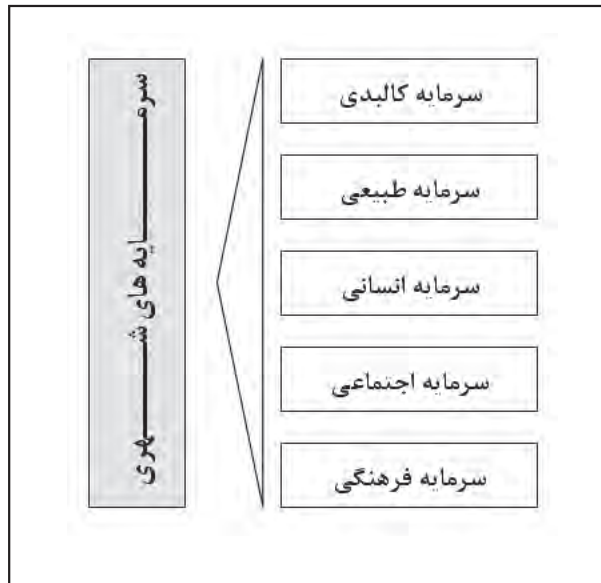 سرمایه های شهری
سرمایه کالبدی
سرمایه طبیعی
سرمایه انسانی
سرمایه اجتماعی
سرمایه فرهنگی